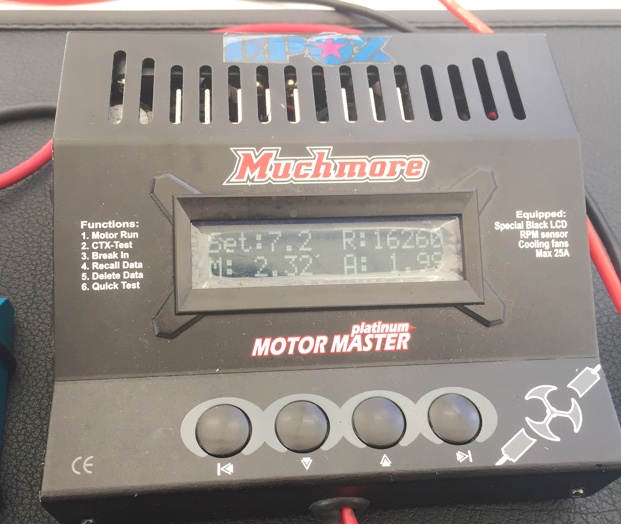 EPOX
Muchmore
Functions:
1. Motor Run
2. CTX-Test
3. Break In
4. Recall Data
5. Delete Data
6. Quick Test
Set:7.2 R:16260
M: 2.32' A: 1.99
Equipped:
Special Black LCD
RPM sensor
Cooling fans
Max 25A
platinum
MOTOR MASTER
CE